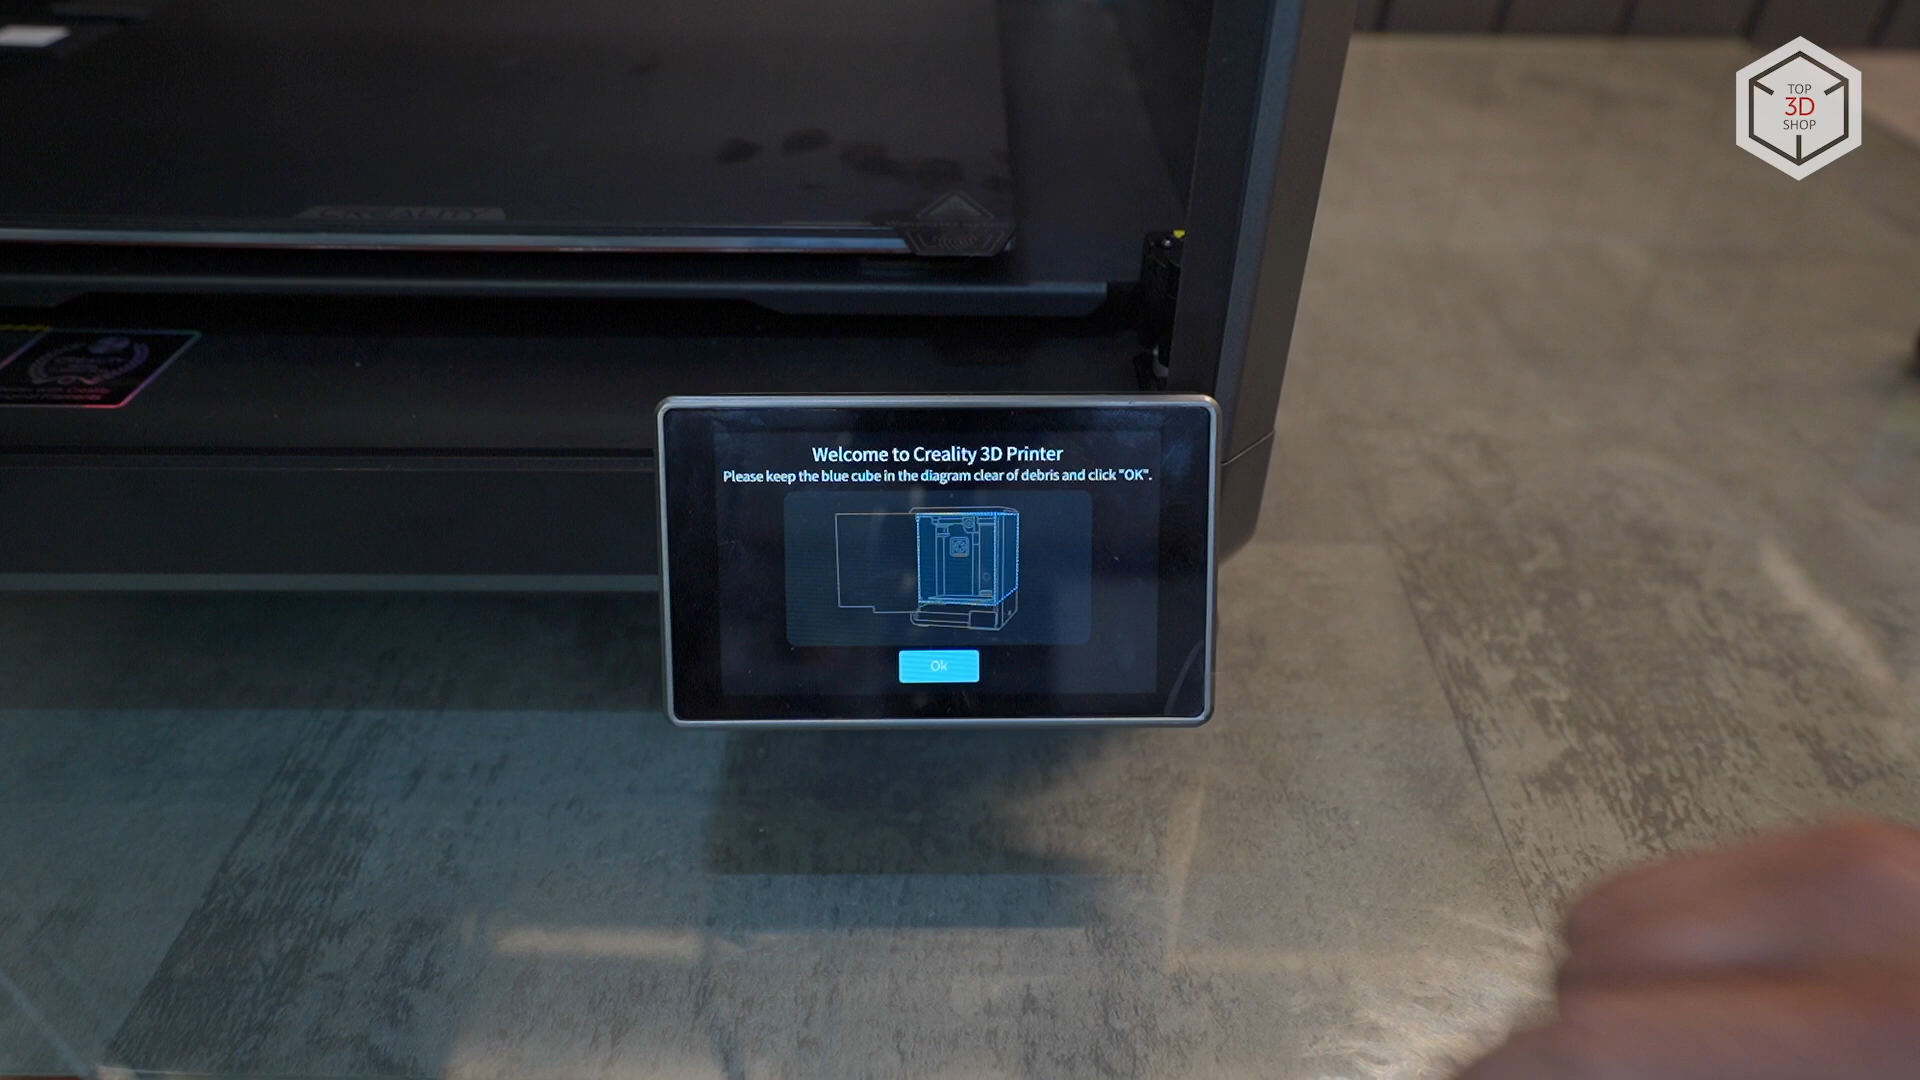 TOP
3D
SHOP
CREALITY
Welcome to Creality 3D Printer
Please keep the blue cube in the diagram clear of debris and click "OK".
Ok